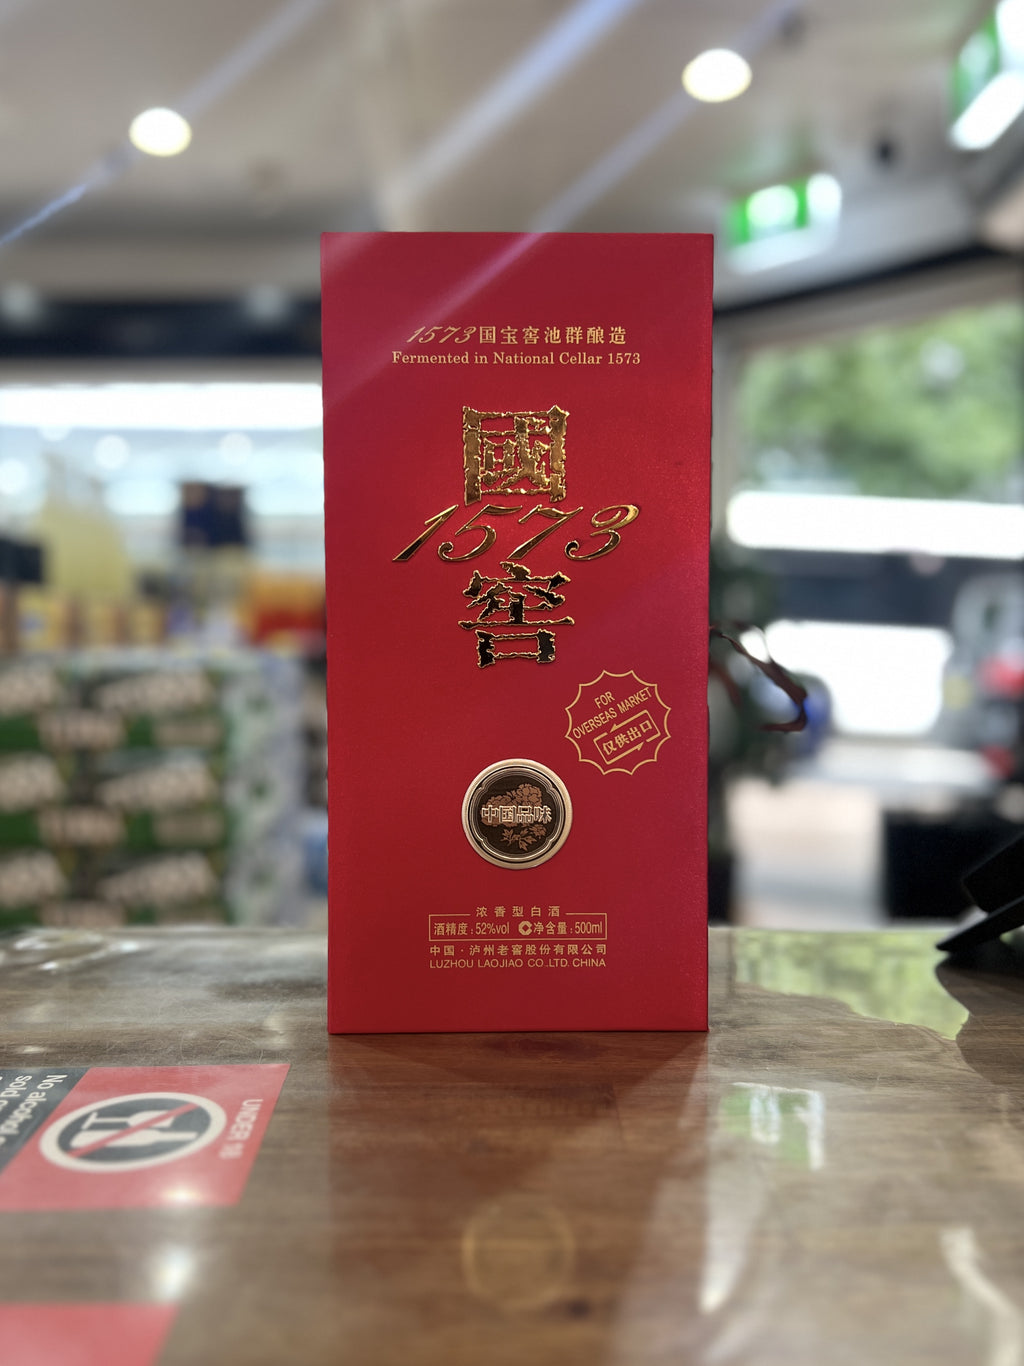 1573国宝窖池群酿造
Fermented in National Cellar 1573
國
1573
窖
FOR
OVERSEAS MARKET
仅供出口
中国品味
浓香型白酒
酒精度：52%vol 净含量：500ml
中国·泸州老窖股份有限公司
LUZHOU LAOJIAO CO.,LTD. CHINA
UNDER 18
No alcohol
sold